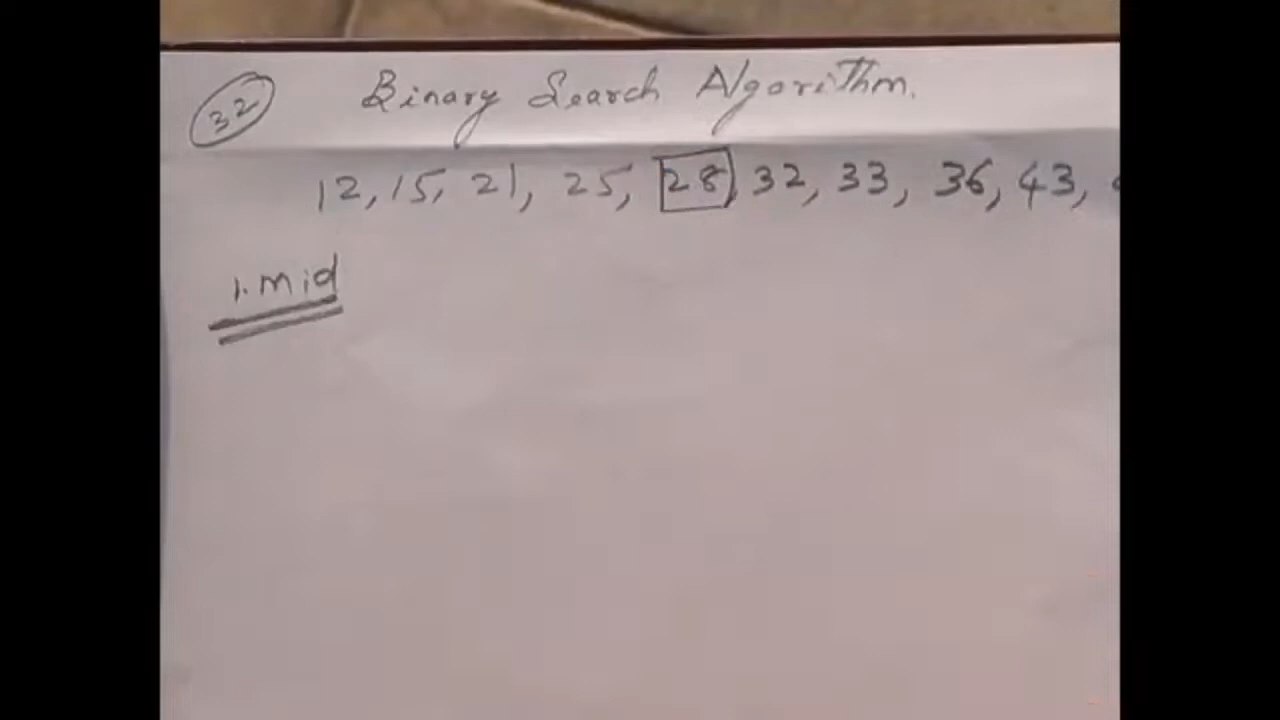 32 Binary Search Algorithm.
12, 15, 21, 25, 28, 32, 33, 36, 43,
1. mid